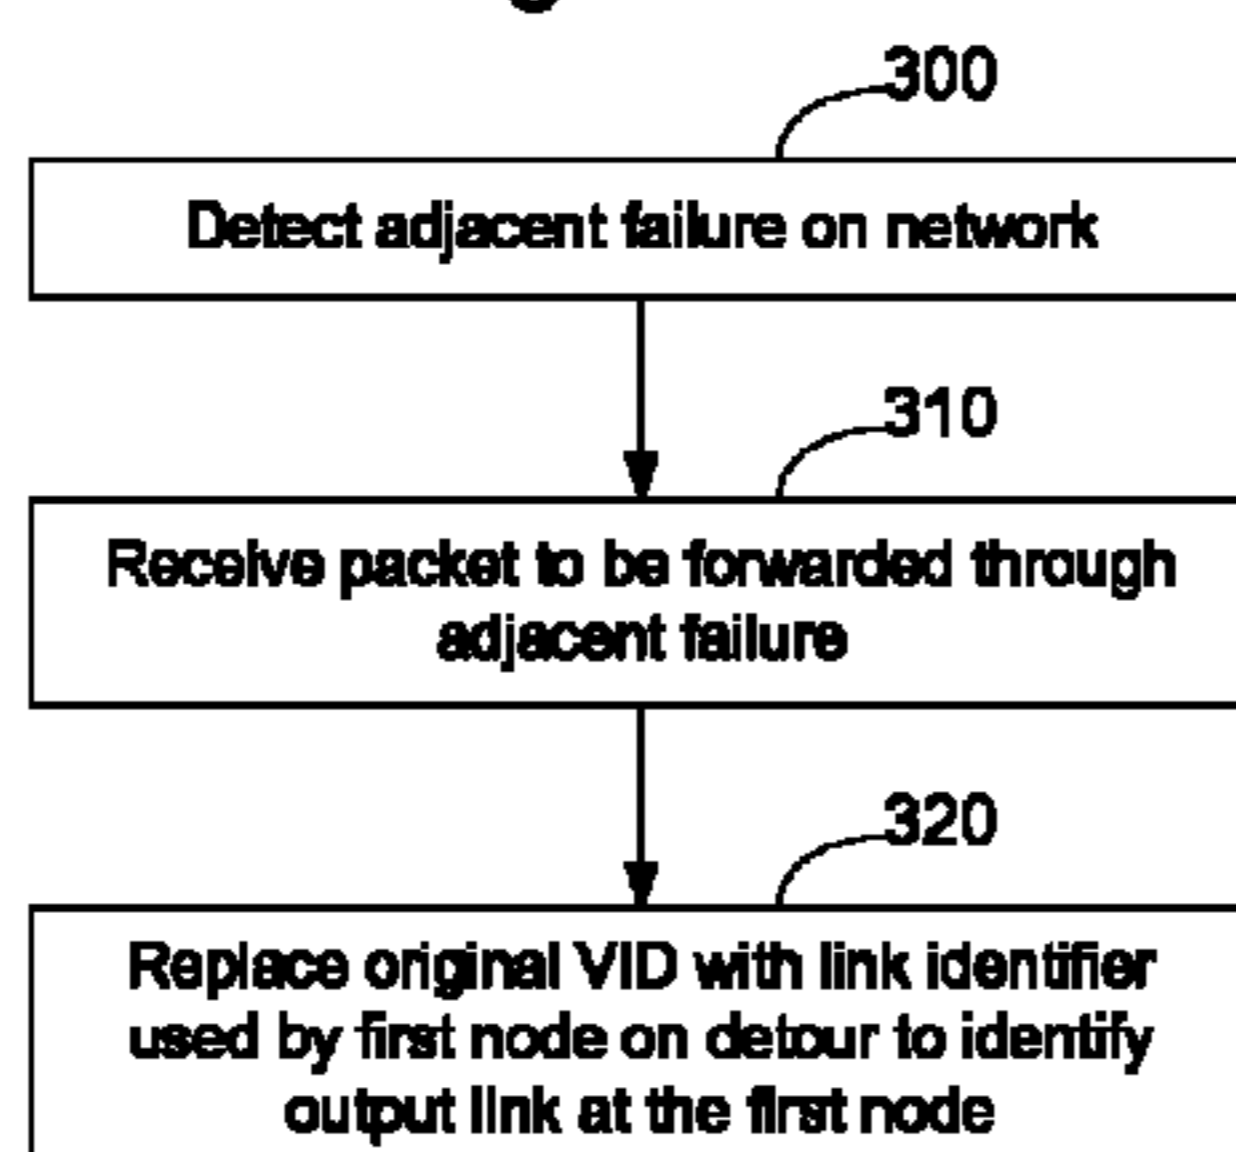 300
Detect adjacent failure on network
310
Receive packet to be forwarded through
adjacent failure
320
Replace original VID with link identifier
used by first node on detour to identify
output link at the first node